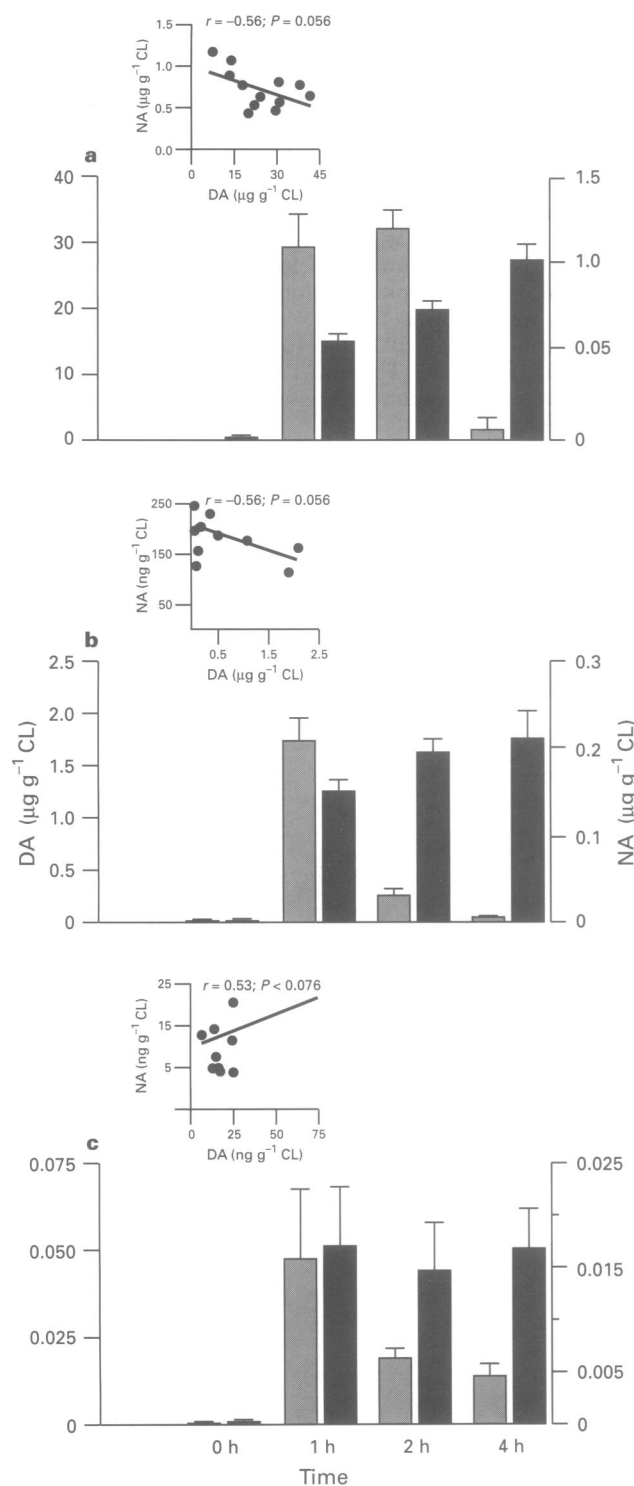 r = –0.56; P = 0.056
1.5
1.0
0.5
0.0
NA (μg g⁻¹ CL)
0 15 30 45
DA (μg g⁻¹ CL)
a
40
30
20
10
0
1.5
1.0
0.05
0
r = –0.56; P = 0.056
250
150
50
NA (ng g⁻¹ CL)
0.5 1.5 2.5
DA (μg g⁻¹ CL)
b
2.5
2.0
1.5
1.0
0.5
0
DA (μg g⁻¹ CL)
0.3
0.2
0.1
0
NA (μg g⁻¹ CL)
r = 0.53; P < 0.076
25
15
5
NA (ng g⁻¹ CL)
0 25 50 75
DA (ng g⁻¹ CL)
c
0.075
0.050
0.025
0
0.025
0.015
0.005
0
0 h 1 h 2 h 4 h
Time